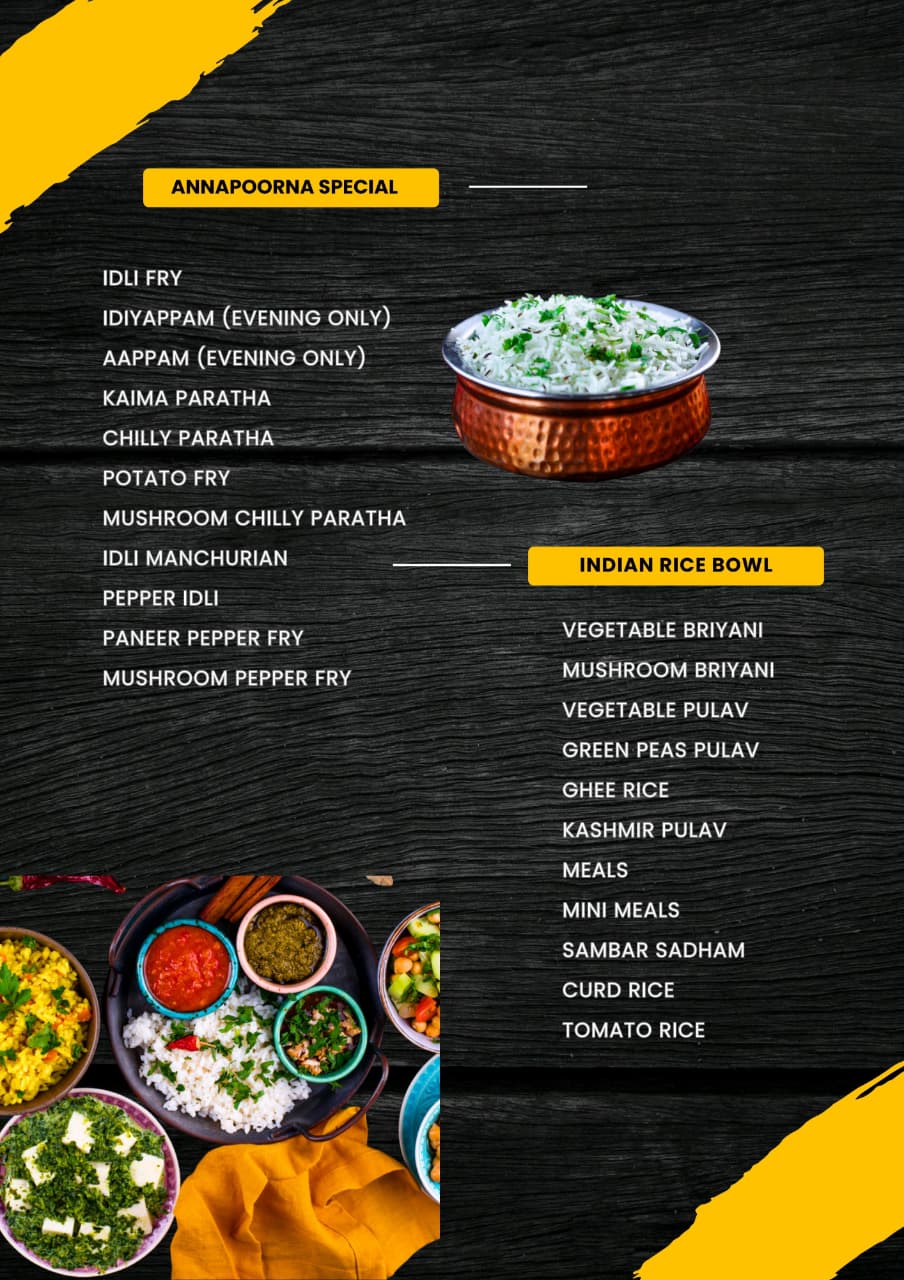 ANNAPOORNA SPECIAL
IDLI FRY
IDIYAPPAM (EVENING ONLY)
AAPPAM (EVENING ONLY)
KAIMA PARATHA
CHILLY PARATHA
POTATO FRY
MUSHROOM CHILLY PARATHA
IDLI MANCHURIAN
PEPPER IDLI
PANEER PEPPER FRY
MUSHROOM PEPPER FRY
INDIAN RICE BOWL
VEGETABLE BRIYANI
MUSHROOM BRIYANI
VEGETABLE PULAV
GREEN PEAS PULAV
GHEE RICE
KASHMIR PULAV
MEALS
MINI MEALS
SAMBAR SADHAM
CURD RICE
TOMATO RICE